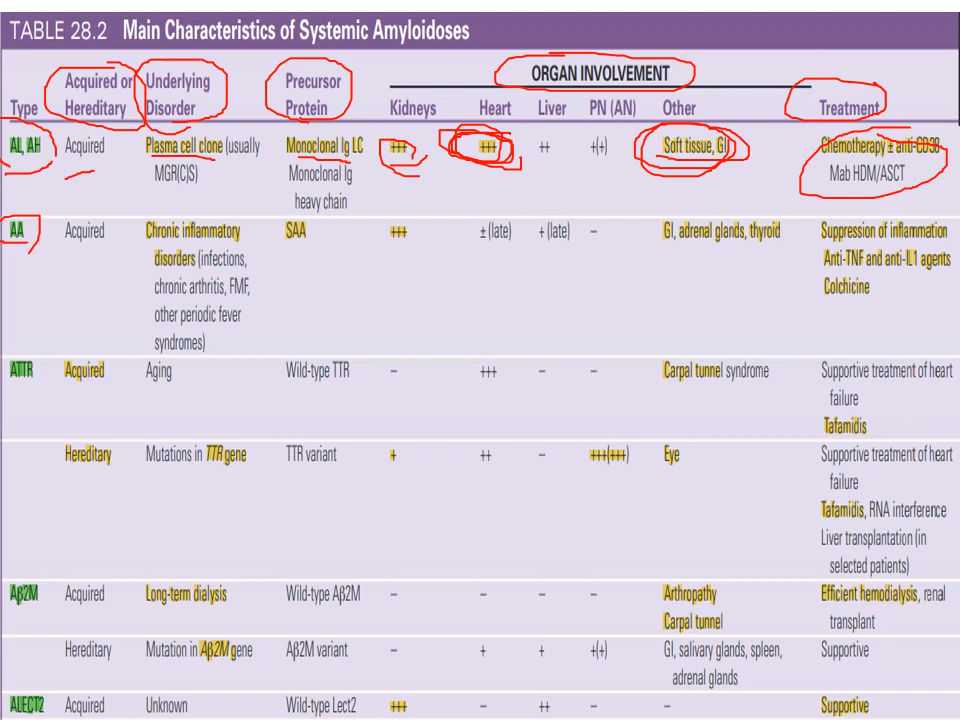 TABLE 28.2 Main Characteristics of Systemic Amyloidoses
ORGAN INVOLVEMENT
Type
Acquired or Hereditary
Underlying Disorder
Precursor Protein
Kidneys
Heart
Liver
PN (AN)
Other
Treatment
AL, AH
Acquired
Plasma cell clone (usually
MGR(C)S)
Monoclonal Ig LC
Monoclonal Ig
heavy chain
+++
+++
++
+(+)
Soft tissue, GI
Chemotherapy ± anti-CD38
Mab HDM/ASCT
AA
Acquired
Chronic inflammatory
disorders (infections,
chronic arthritis, FMF,
other periodic fever
syndromes)
SAA
+++
± (late)
+ (late)
–
GI, adrenal glands, thyroid
Suppression of inflammation
Anti-TNF and anti-IL1 agents
Colchicine
ATTR
Acquired
Aging
Wild-type TTR
–
+++
–
–
Carpal tunnel syndrome
Supportive treatment of heart
failure
Tafamidis
Hereditary
Mutations in TTR gene
TTR variant
+
++
–
+++(+++)
Eye
Supportive treatment of heart
failure
Tafamidis, RNA interference
Liver transplantation (in
selected patients)
Aβ2M
Acquired
Long-term dialysis
Wild-type Aβ2M
–
–
–
–
Arthropathy
Carpal tunnel
Efficient hemodialysis, renal
transplant
Hereditary
Mutation in Aβ2M gene
Aβ2M variant
–
+
+
+(+)
GI, salivary glands, spleen,
adrenal glands
Supportive
ALECT2
Acquired
Unknown
Wild-type Lect2
+++
–
++
–
–
Supportive